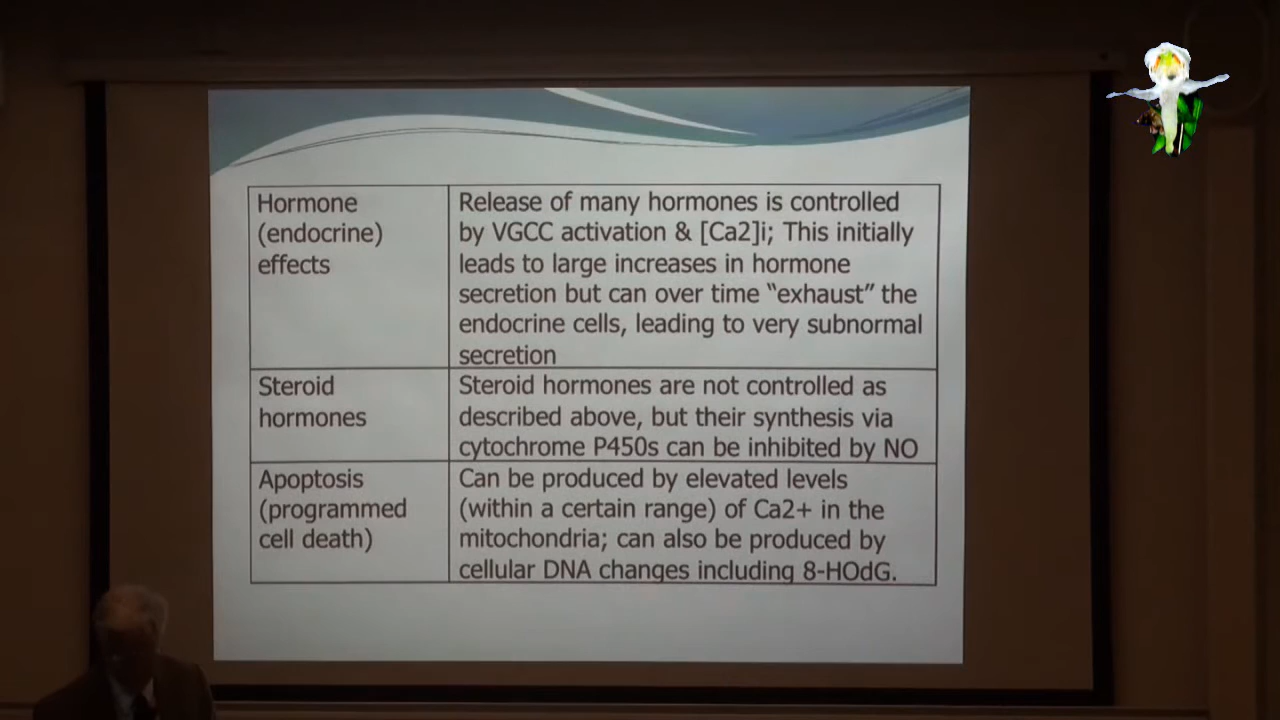 Hormone
(endocrine)
effects
Release of many hormones is controlled
by VGCC activation & [Ca2]i; This initially
leads to large increases in hormone
secretion but can over time “exhaust” the
endocrine cells, leading to very subnormal
secretion
Steroid
hormones
Steroid hormones are not controlled as
described above, but their synthesis via
cytochrome P450s can be inhibited by NO
Apoptosis
(programmed
cell death)
Can be produced by elevated levels
(within a certain range) of Ca2+ in the
mitochondria; can also be produced by
cellular DNA changes including 8-HOdG.